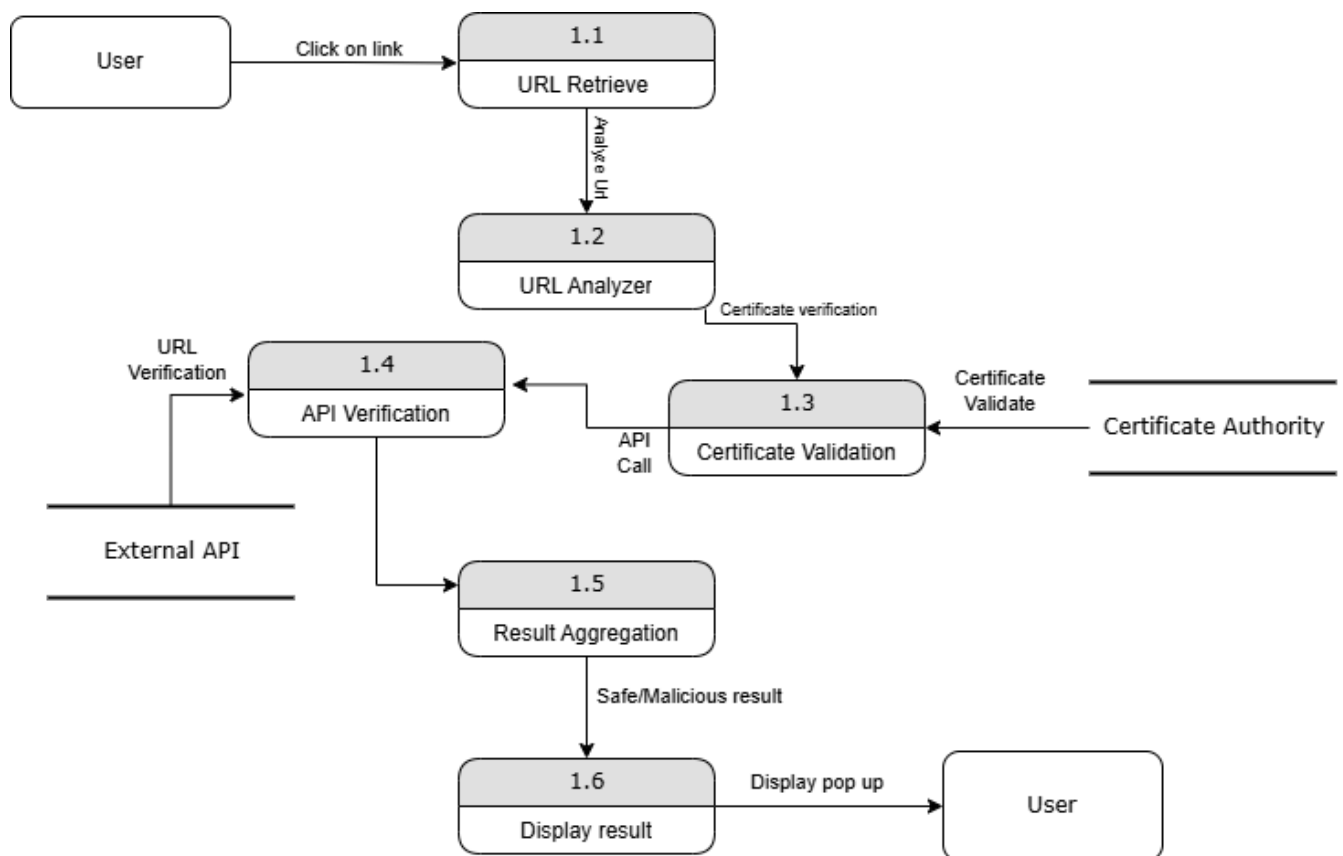 User
Click on link
1.1
URL Retrieve
Analyze Url
1.2
URL Analyzer
Certificate verification
URL
Verification
1.4
API Verification
1.3
Certificate Validation
API
Call
Certificate
Validate
Certificate Authority
External API
1.5
Result Aggregation
Safe/Malicious result
1.6
Display result
Display pop up
User